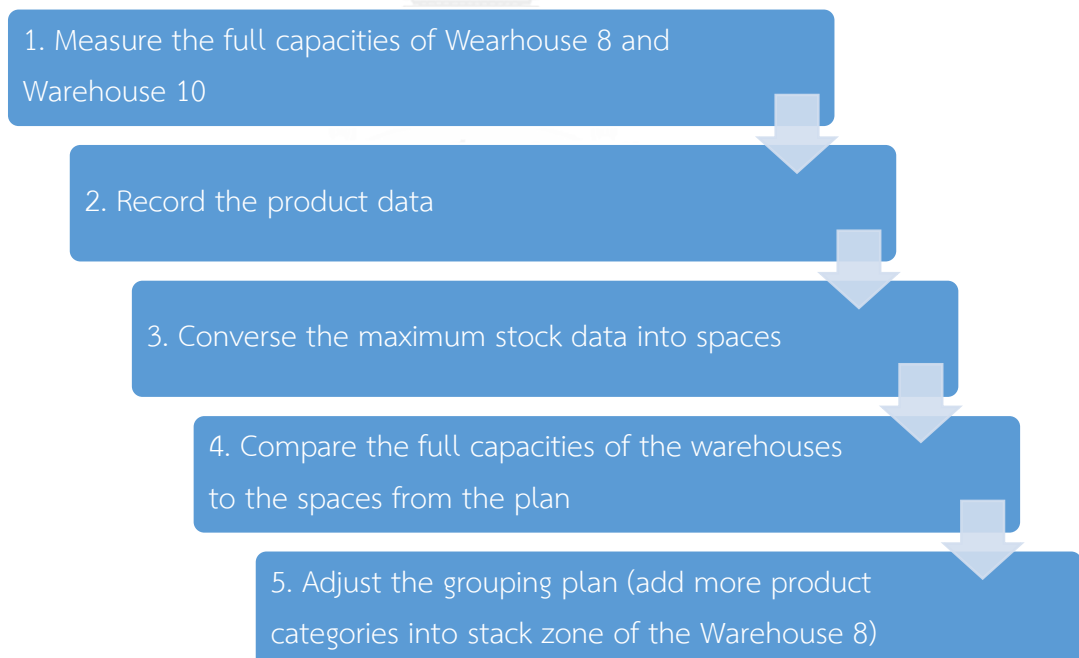 1. Measure the full capacities of Wearhouse 8 and
Warehouse 10
2. Record the product data
3. Converse the maximum stock data into spaces
4. Compare the full capacities of the warehouses
to the spaces from the plan
5. Adjust the grouping plan (add more product
categories into stack zone of the Warehouse 8)